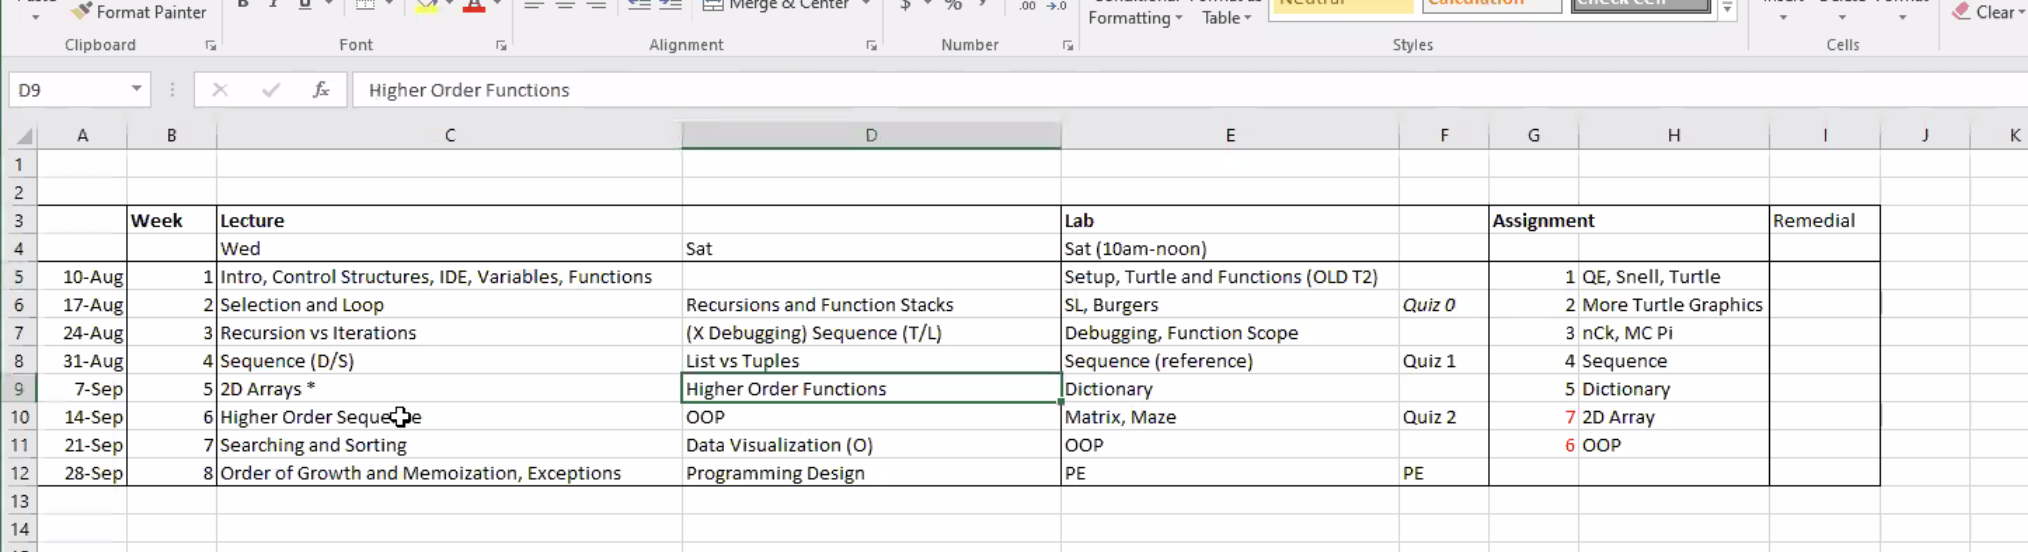 Format Painter
Merge & Center
$ % .00 →.0
Formatting Table
Neutral Calculation Check Cell
Clear
Clipboard Font Alignment Number Styles Cells
D9 fx Higher Order Functions
A B C D E F G H I J K
1
2
3 Week Lecture Lab Assignment Remedial
4 Wed Sat Sat (10am-noon)
5 10-Aug 1 Intro, Control Structures, IDE, Variables, Functions Setup, Turtle and Functions (OLD T2) 1 QE, Snell, Turtle
6 17-Aug 2 Selection and Loop Recursions and Function Stacks SL, Burgers Quiz 0 2 More Turtle Graphics
7 24-Aug 3 Recursion vs Iterations (X Debugging) Sequence (T/L) Debugging, Function Scope 3 nCk, MC Pi
8 31-Aug 4 Sequence (D/S) List vs Tuples Sequence (reference) Quiz 1 4 Sequence
9 7-Sep 5 2D Arrays * Higher Order Functions Dictionary 5 Dictionary
10 14-Sep 6 Higher Order Sequence OOP Matrix, Maze Quiz 2 7 2D Array
11 21-Sep 7 Searching and Sorting Data Visualization (O) OOP 6 OOP
12 28-Sep 8 Order of Growth and Memoization, Exceptions Programming Design PE PE
13
14